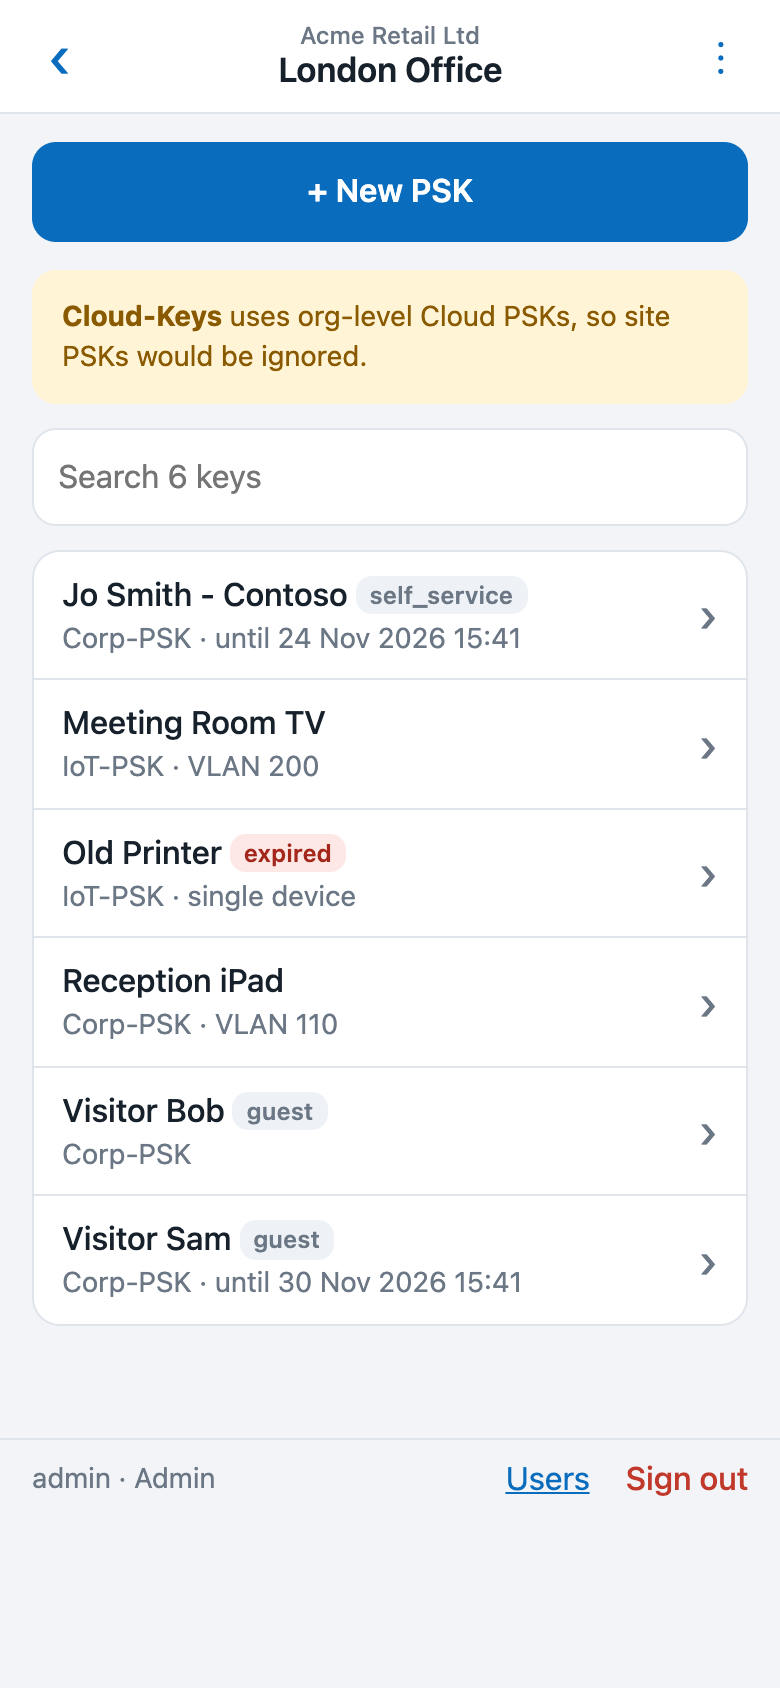 Acme Retail Ltd
London Office
+ New PSK
Cloud-Keys uses org-level Cloud PSKs, so site
PSKs would be ignored.
Search 6 keys
Jo Smith - Contoso self_service
Corp-PSK · until 24 Nov 2026 15:41
Meeting Room TV
IoT-PSK · VLAN 200
Old Printer expired
IoT-PSK · single device
Reception iPad
Corp-PSK · VLAN 110
Visitor Bob guest
Corp-PSK
Visitor Sam guest
Corp-PSK · until 30 Nov 2026 15:41
admin · Admin Users Sign out